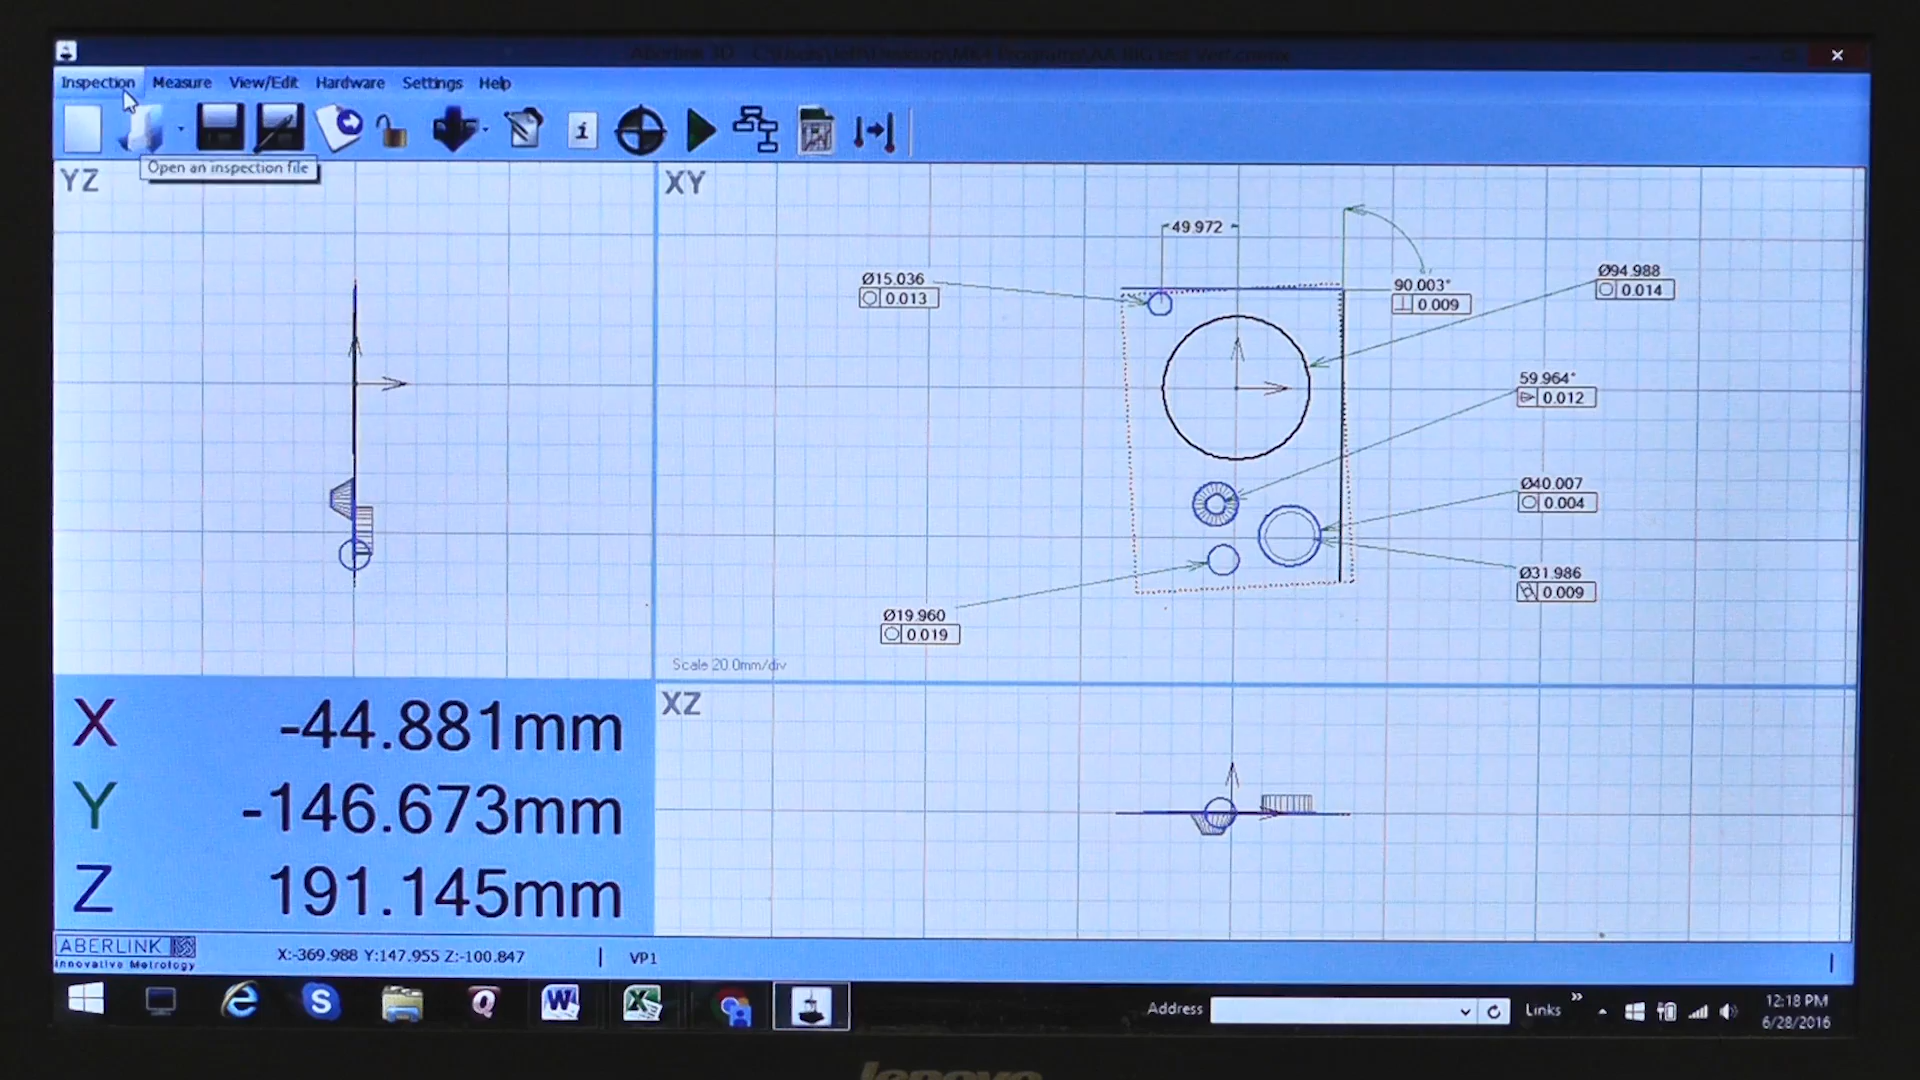 Inspection Measure View/Edit Hardware Settings Help
Open an inspection file
YZ
XY
49.972
Ø15.036
0.013
90.003°
0.009
Ø94.988
0.014
59.964°
0.012
Ø40.007
0.004
Ø31.986
0.009
Ø19.960
0.019
Scale 20.0mm/div
XZ
X -44.881mm
Y -146.673mm
Z 191.145mm
ABERLINK
Innovative Metrology
X:-369.988 Y:147.955 Z:-100.847
VP1
Address
Links
12:18 PM
6/28/2016
lenovo